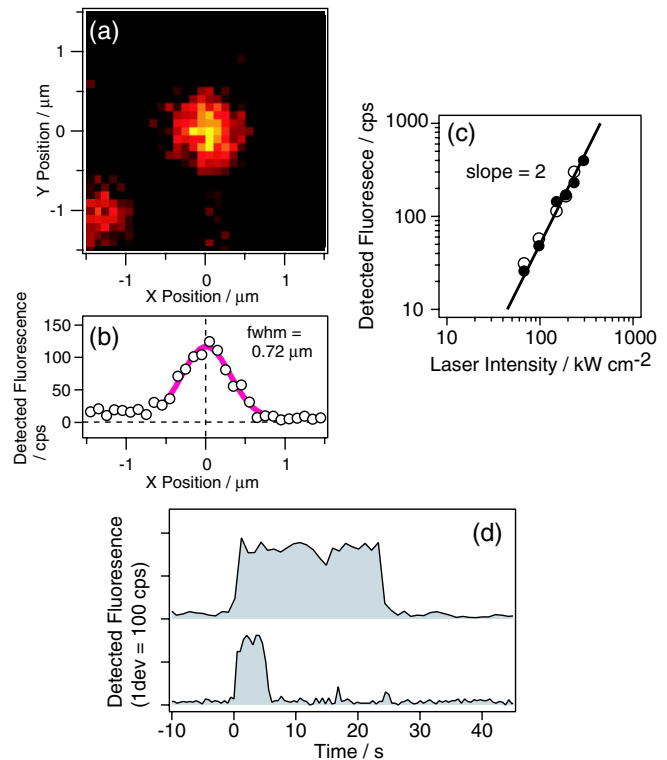 (a)
1
0
-1
Y Position / μm
-1
0
1
X Position / μm
(b)
fwhm =
0.72 μm
150
100
50
0
Detected Fluorescence
/ cps
-1
0
1
X Position / μm
(c)
slope = 2
1000
100
10
Detected Fluoresece / cps
10
100
1000
Laser Intensity / kW cm-2
(d)
Detected Fluoresence
(1dev = 100 cps)
-10
0
10
20
30
40
Time / s